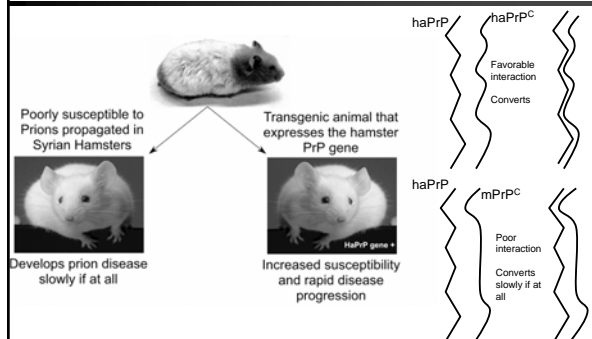 Poorly susceptible to
Prions propagated in
Syrian Hamsters
Transgenic animal that
expresses the hamster
PrP gene
HaPrP gene +
Develops prion disease
slowly if at all
Increased susceptibility
and rapid disease
progression
haPrP
haPrPC
Favorable
interaction
Converts
haPrP
mPrPC
Poor
interaction
Converts
slowly if at
all